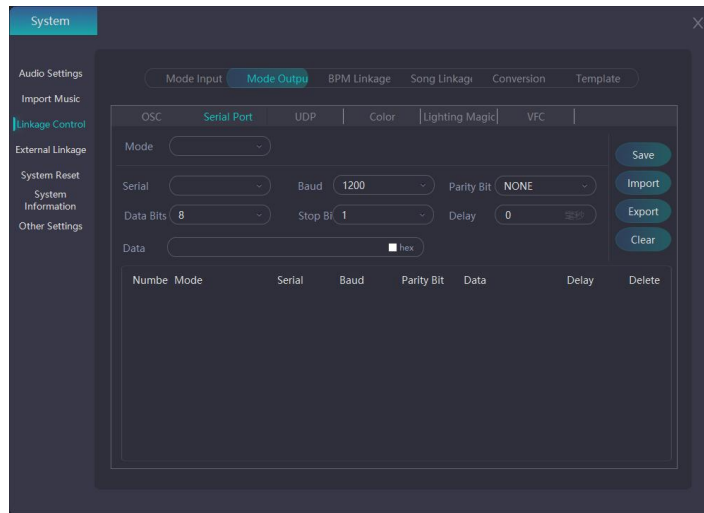 System
X
Audio Settings
Import Music
Linkage Control
External Linkage
System Reset
System
Information
Other Settings
Mode Input
Mode Outpu
BPM Linkage
Song Linkage
Conversion
Template
OSC
Serial Port
UDP
Color
Lighting Magic
VFC
Mode
Save
Serial
Baud
1200
Parity Bit
NONE
Import
Data Bits
8
Stop Bi
1
Delay
0
毫秒
Export
Data
hex
Clear
Numbe
Mode
Serial
Baud
Parity Bit
Data
Delay
Delete